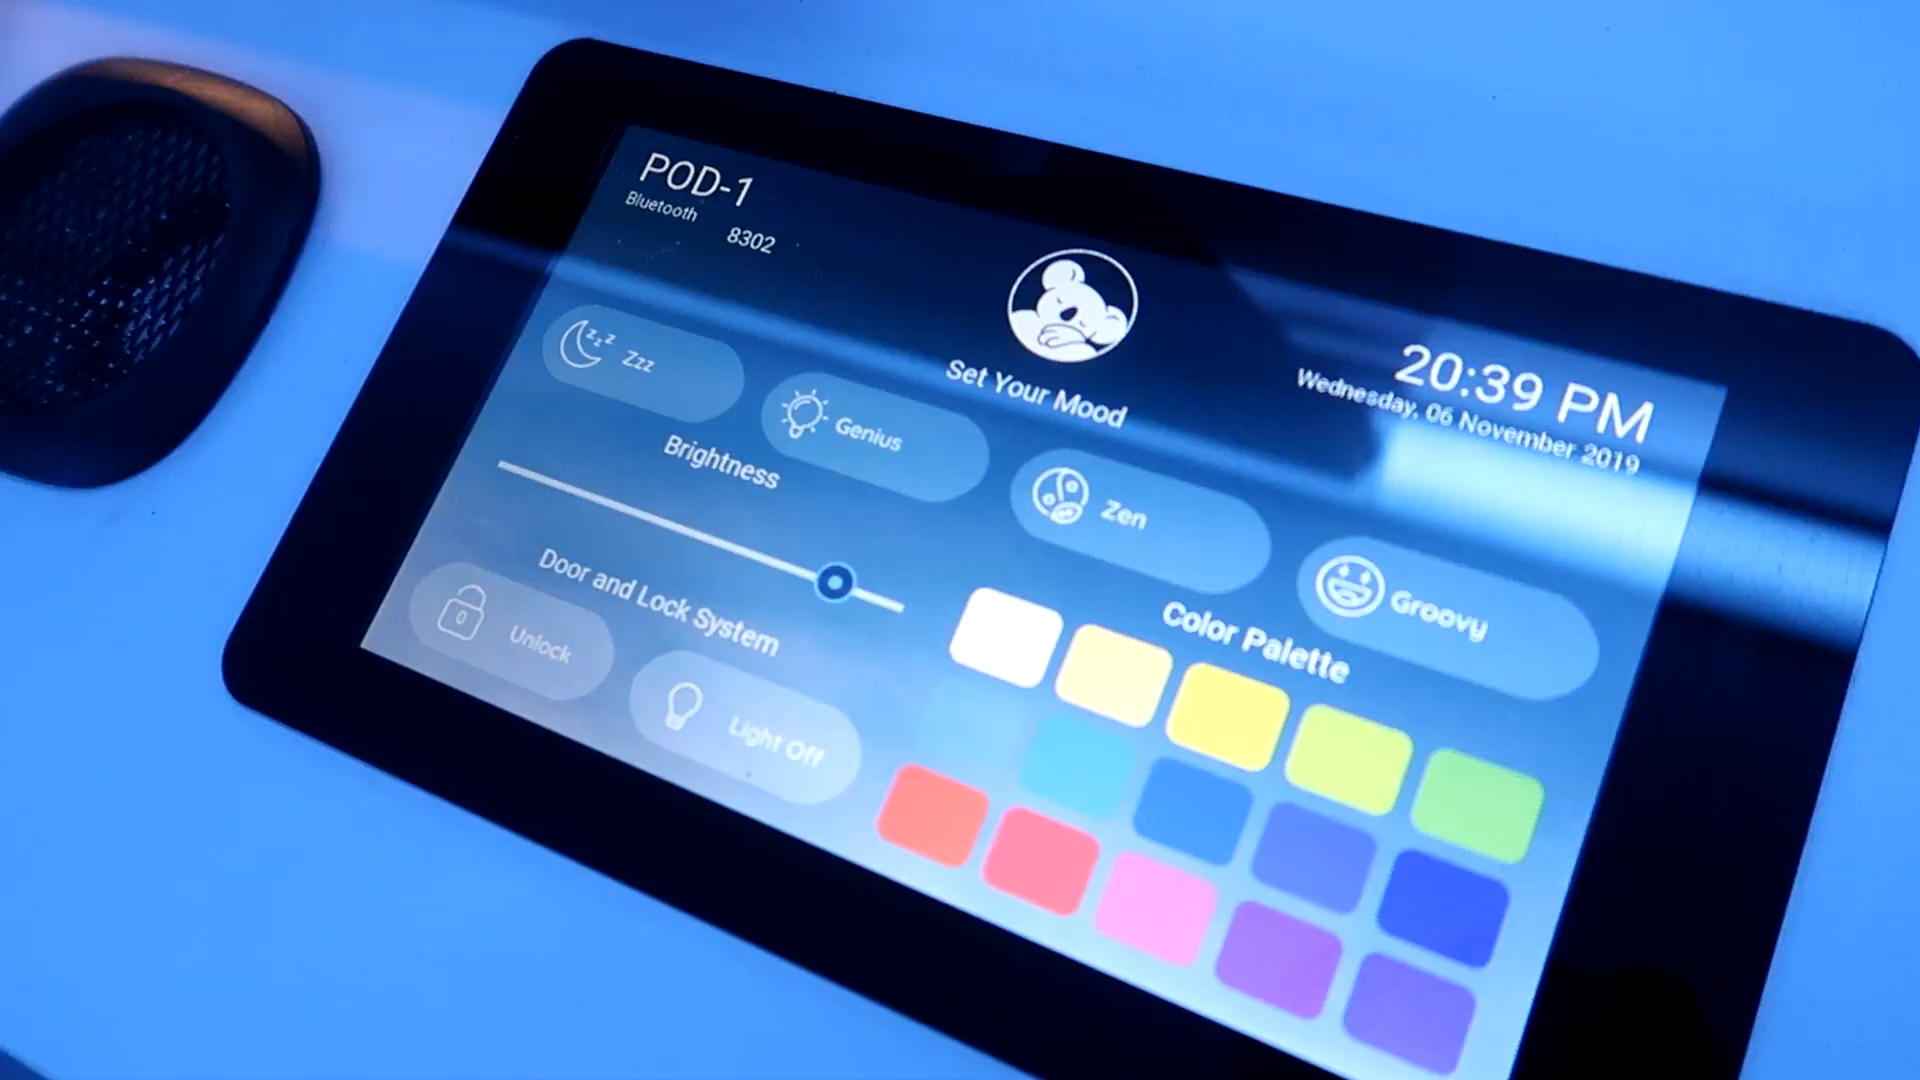 POD-1
Bluetooth
8302
Set Your Mood
20:39 PM
Wednesday, 06 November 2019
zzz Zzz
Genius
Zen
Groovy
Brightness
Door and Lock System
Unlock
Light Off
Color Palette